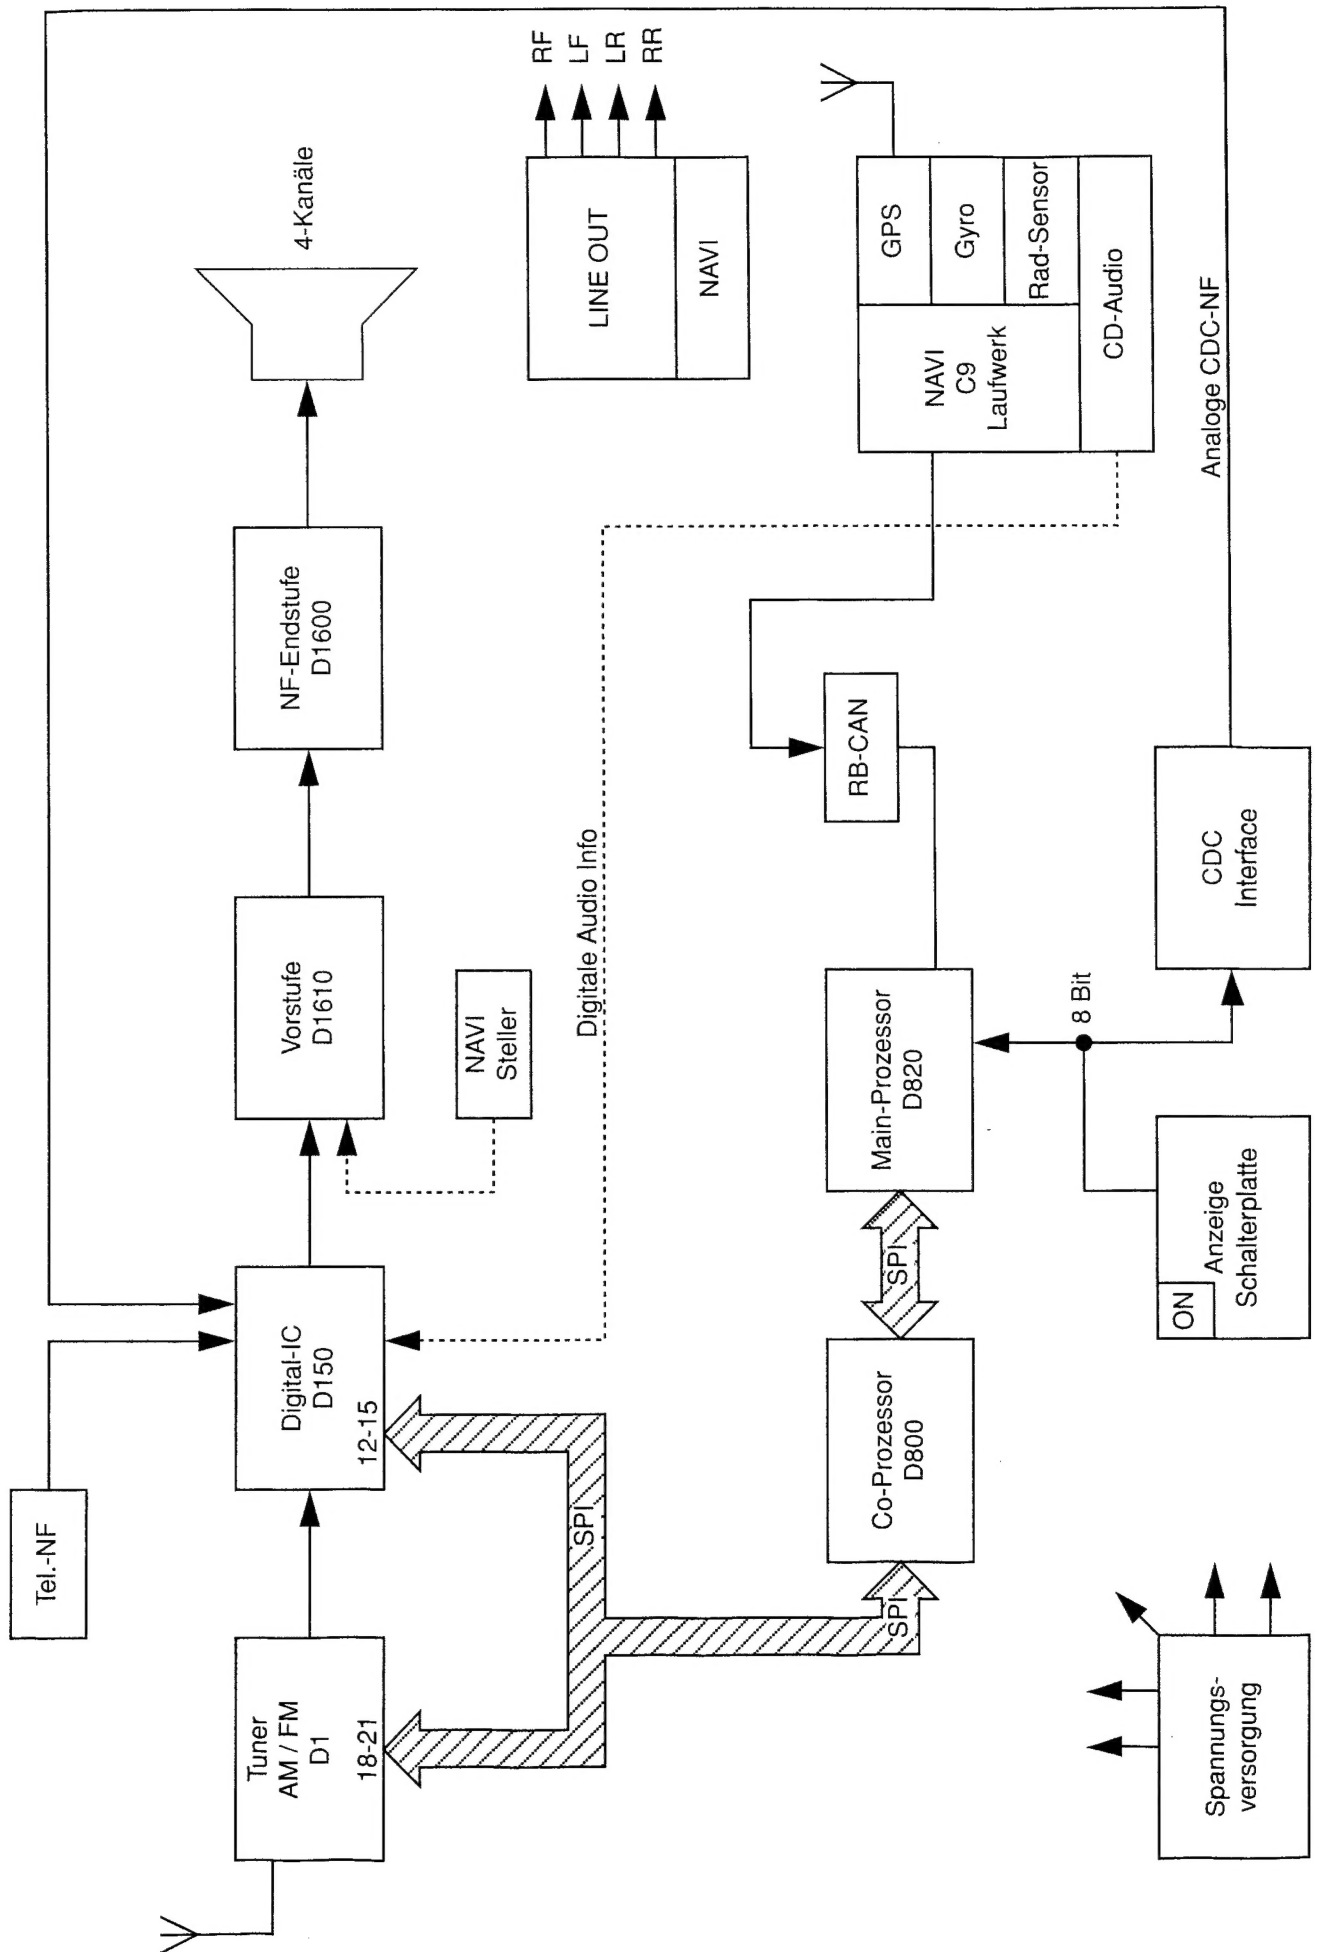 Tel.-NF
Tuner
AM / FM
D1
18-21
Digital-IC
D150
12-15
Vorstufe
D1610
NF-Endstufe
D1600
4-Kanäle
NAVI
Steller
SPI
Digitale Audio Info
LINE OUT
NAVI
RF
LF
LR
RR
SPI
Co-Prozessor
D800
SPI
Main-Prozessor
D820
RB-CAN
NAVI
C9
Laufwerk
GPS
Gyro
Rad-Sensor
CD-Audio
8 Bit
Spannungs-
versorgung
ON
Anzeige
Schalterplatte
CDC
Interface
Analoge CDC-NF